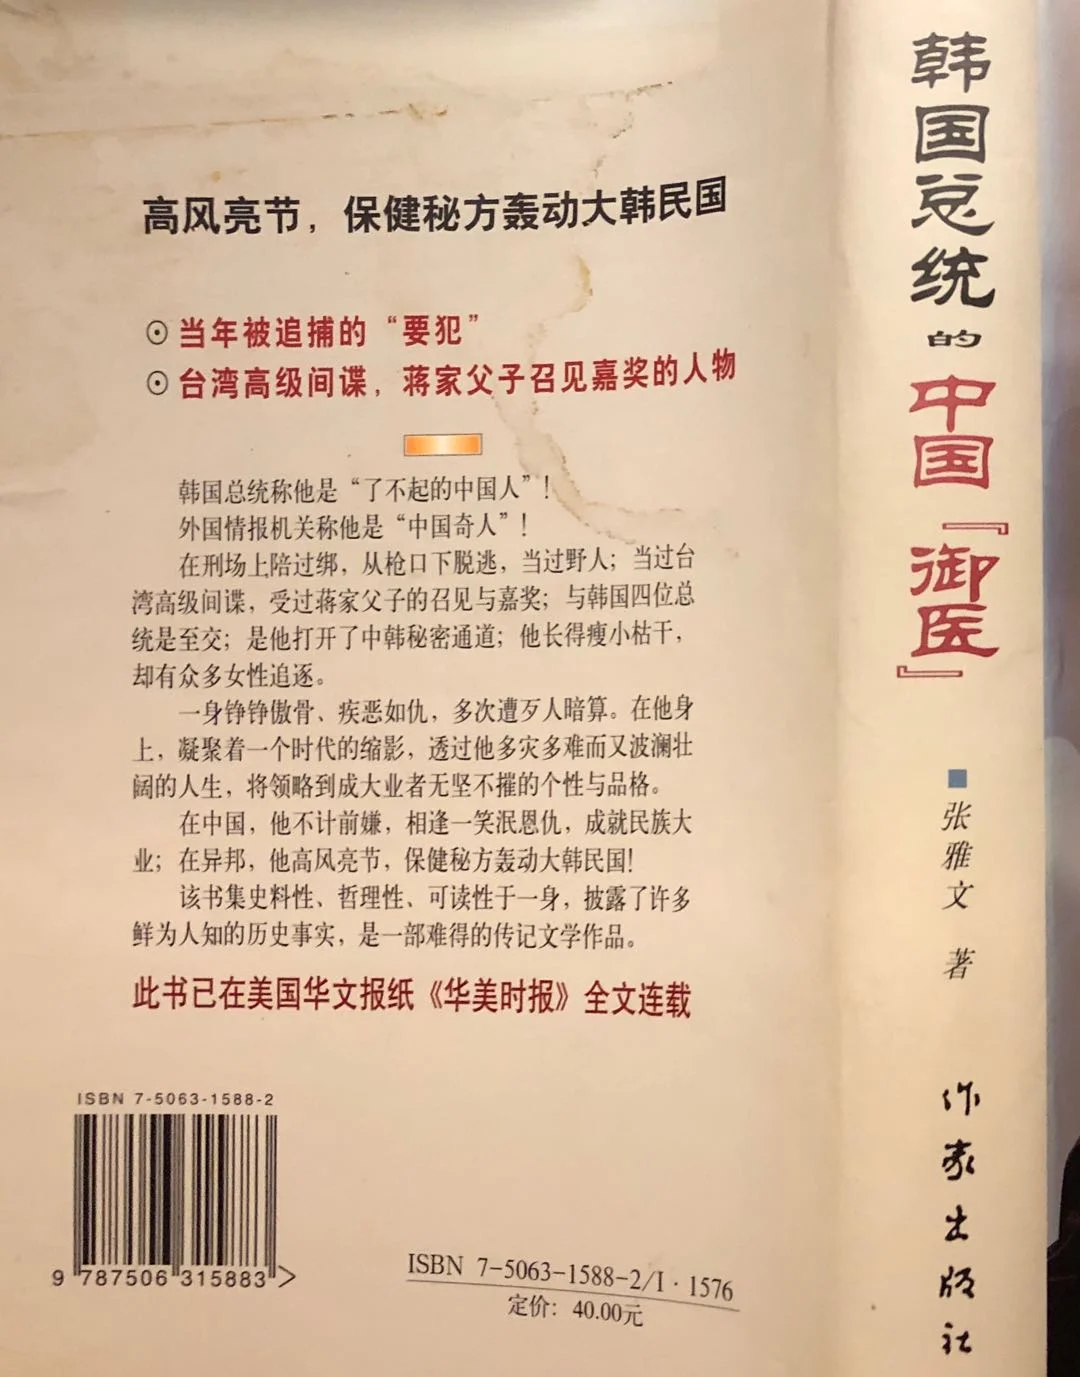 高风亮节，保健秘方轰动大韩民国
⊙当年被追捕的“要犯”
⊙台湾高级间谍，蒋家父子召见嘉奖的人物
韩国总统称他是“了不起的中国人”！
外国情报机关称他是“中国奇人”！
在刑场上陪过绑，从枪口下脱逃，当过野人；当过台
湾高级间谍，受过蒋家父子的召见与嘉奖；与韩国四位总
统是至交；是他打开了中韩秘密通道；他长得瘦小枯干，
却有众多女性追逐。
一身铮铮傲骨、疾恶如仇，多次遭歹人暗算。在他身
上，凝聚着一个时代的缩影，透过他多灾多难而又波澜壮
阔的人生，将领略到成大业者无坚不摧的个性与品格。
在中国，他不计前嫌，相逢一笑泯恩仇，成就民族大
业；在异邦，他高风亮节，保健秘方轰动大韩民国！
该书集史料性、哲理性、可读性于一身，披露了许多
鲜为人知的历史事实，是一部难得的传记文学作品。
此书已在美国华文报纸《华美时报》全文连载
ISBN 7-5063-1588-2
9 787506 315883 >
ISBN 7-5063-1588-2/I·1576
定价：40.00元
韩国总统的中国『御医』
张雅文 著
作家出版社